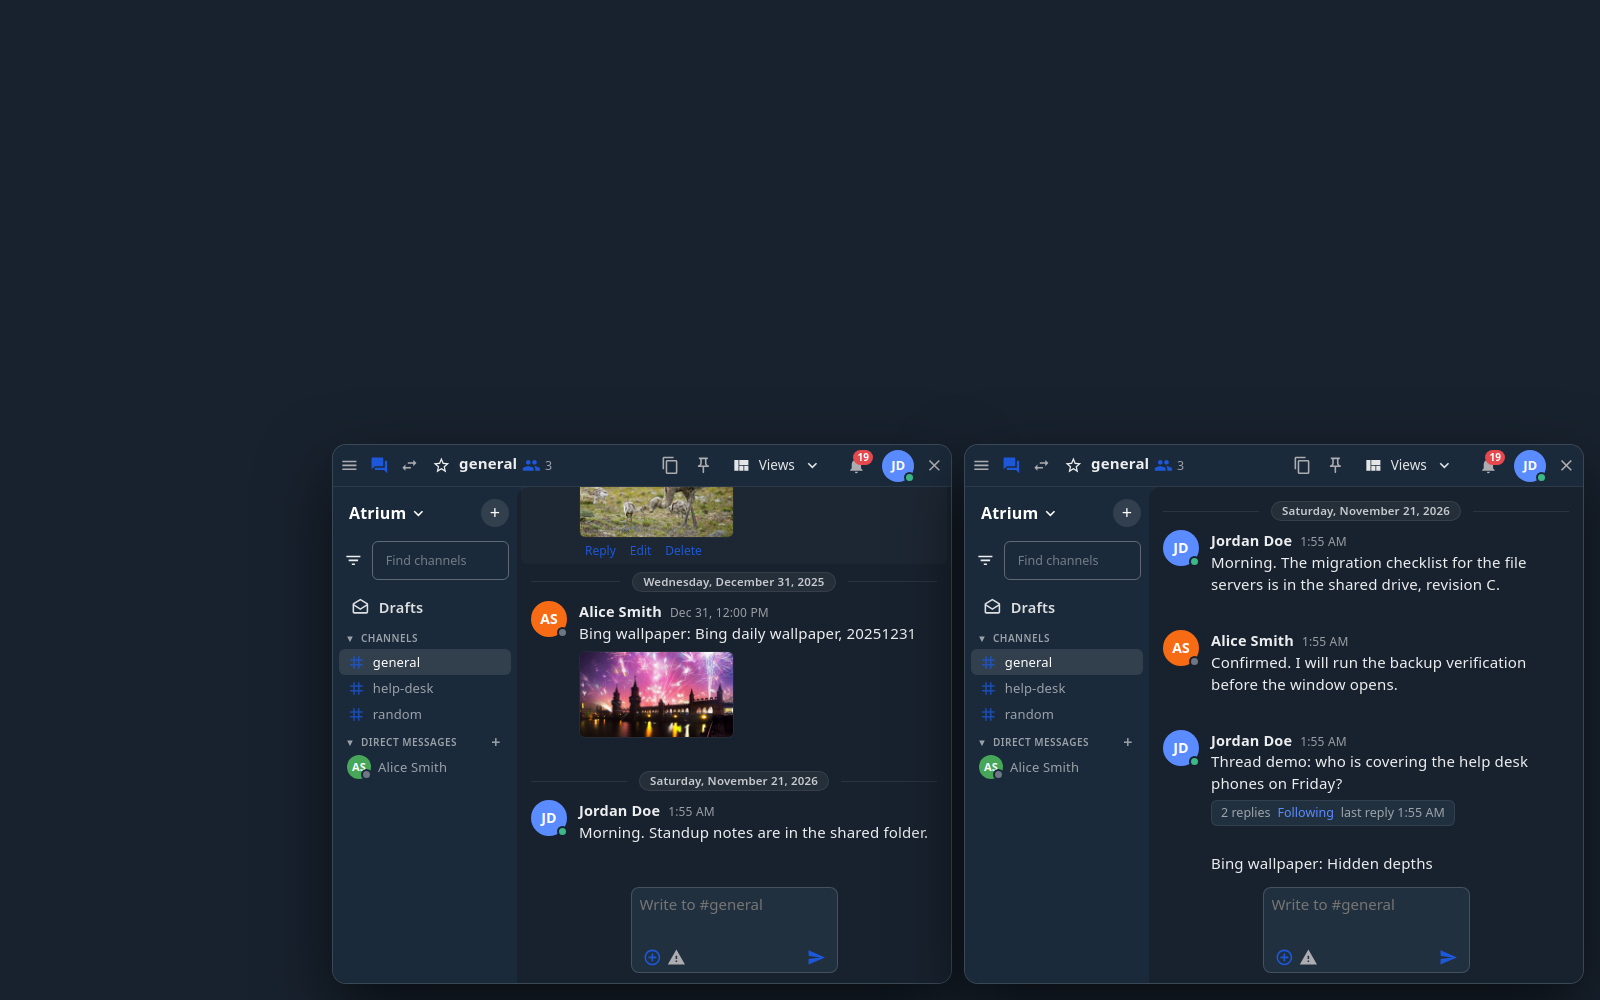 general 3
Views
19
JD
Atrium
+
Find channels
Drafts
CHANNELS
general
help-desk
random
DIRECT MESSAGES +
AS Alice Smith
Reply Edit Delete
Wednesday, December 31, 2025
AS
Alice Smith Dec 31, 12:00 PM
Bing wallpaper: Bing daily wallpaper, 20251231
Saturday, November 21, 2026
JD
Jordan Doe 1:55 AM
Morning. Standup notes are in the shared folder.
Write to #general
general 3
Views
19
JD
Atrium
+
Find channels
Drafts
CHANNELS
general
help-desk
random
DIRECT MESSAGES +
AS Alice Smith
Saturday, November 21, 2026
JD
Jordan Doe 1:55 AM
Morning. The migration checklist for the file
servers is in the shared drive, revision C.
AS
Alice Smith 1:55 AM
Confirmed. I will run the backup verification
before the window opens.
JD
Jordan Doe 1:55 AM
Thread demo: who is covering the help desk
phones on Friday?
2 replies Following last reply 1:55 AM
Bing wallpaper: Hidden depths
Write to #general